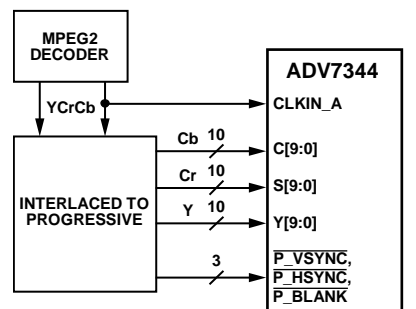 MPEG2
DECODER
YCrCb
ADV7344
CLKIN_A
Cb 10
C[9:0]
Cr 10
S[9:0]
INTERLACED TO
PROGRESSIVE
Y 10
Y[9:0]
3
P_VSYNC,
P_HSYNC,
P_BLANK